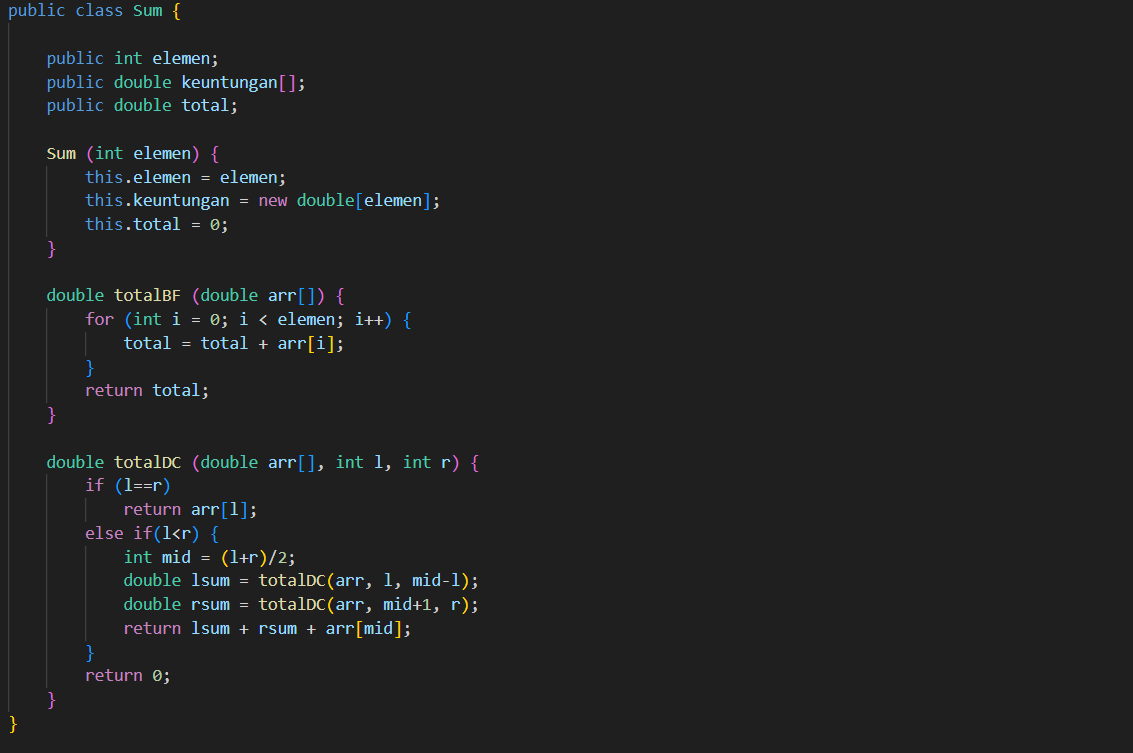 public class Sum {
public int elemen;
public double keuntungan[];
public double total;
Sum (int elemen) {
this.elemen = elemen;
this.keuntungan = new double[elemen];
this.total = 0;
}
double totalBF (double arr[]) {
for (int i = 0; i < elemen; i++) {
total = total + arr[i];
}
return total;
}
double totalDC (double arr[], int l, int r) {
if (l==r)
return arr[l];
else if(l<r) {
int mid = (l+r)/2;
double lsum = totalDC(arr, l, mid-l);
double rsum = totalDC(arr, mid+1, r);
return lsum + rsum + arr[mid];
}
return 0;
}
}